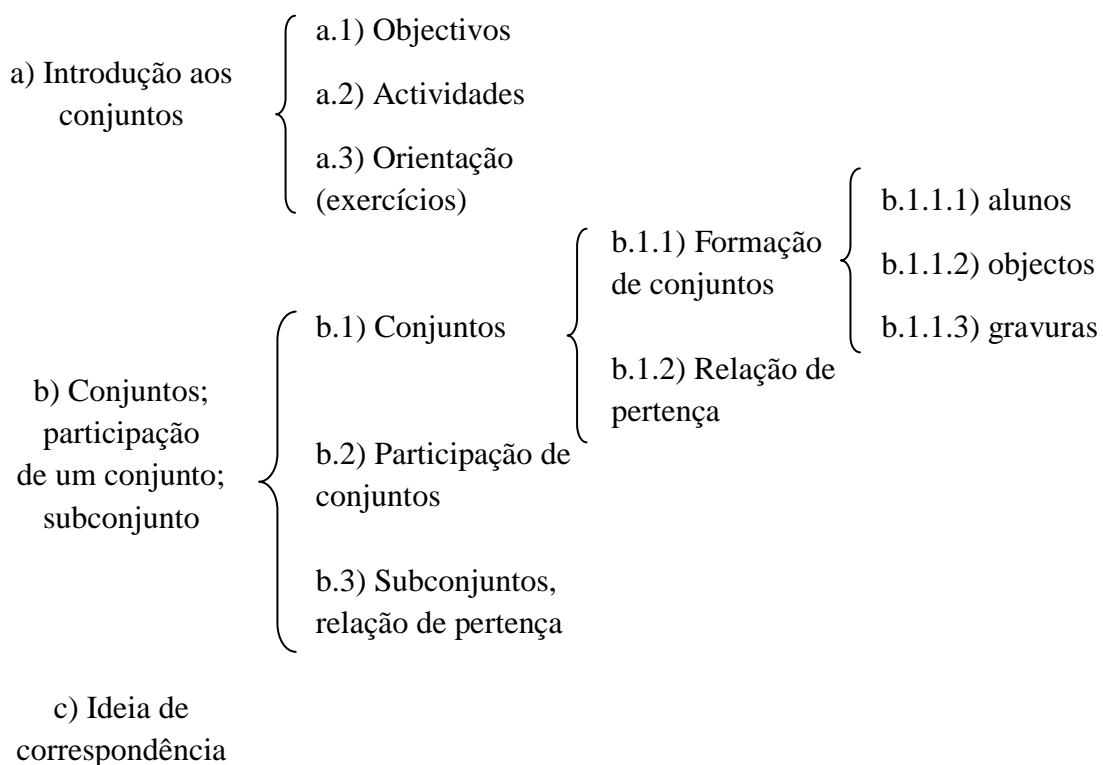 a) Introdução aos
conjuntos
a.1) Objectivos
a.2) Actividades
a.3) Orientação
(exercícios)
b) Conjuntos;
participação
de um conjunto;
subconjunto
b.1) Conjuntos
b.1.1) Formação
de conjuntos
b.1.1.1) alunos
b.1.1.2) objectos
b.1.1.3) gravuras
b.1.2) Relação de
pertença
b.2) Participação de
conjuntos
b.3) Subconjuntos,
relação de pertença
c) Ideia de
correspondência